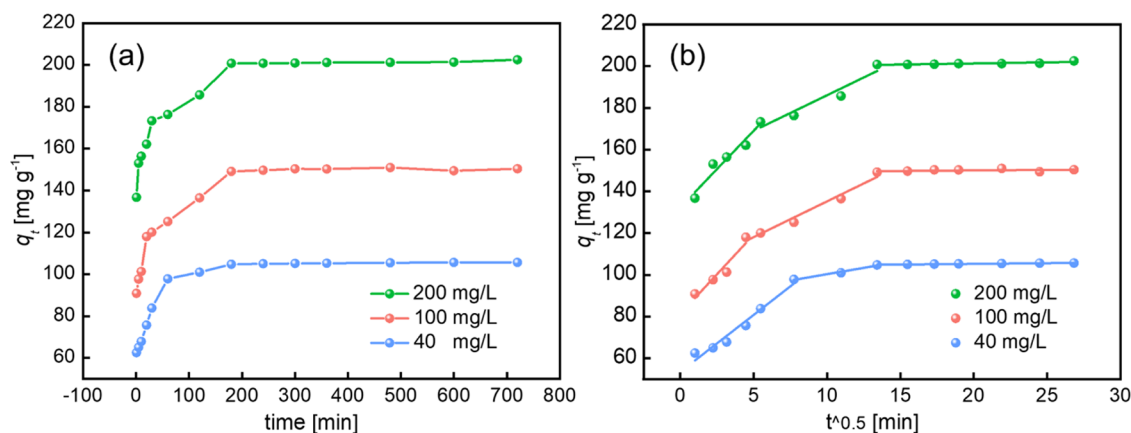 (a)
220
200
180
160
140
120
100
80
60
q_t [mg g⁻¹]
-100 0 100 200 300 400 500 600 700 800
time [min]
200 mg/L
100 mg/L
40 mg/L
(b)
220
200
180
160
140
120
100
80
60
q_t [mg g⁻¹]
0 5 10 15 20 25 30
t^0.5 [min]
200 mg/L
100 mg/L
40 mg/L